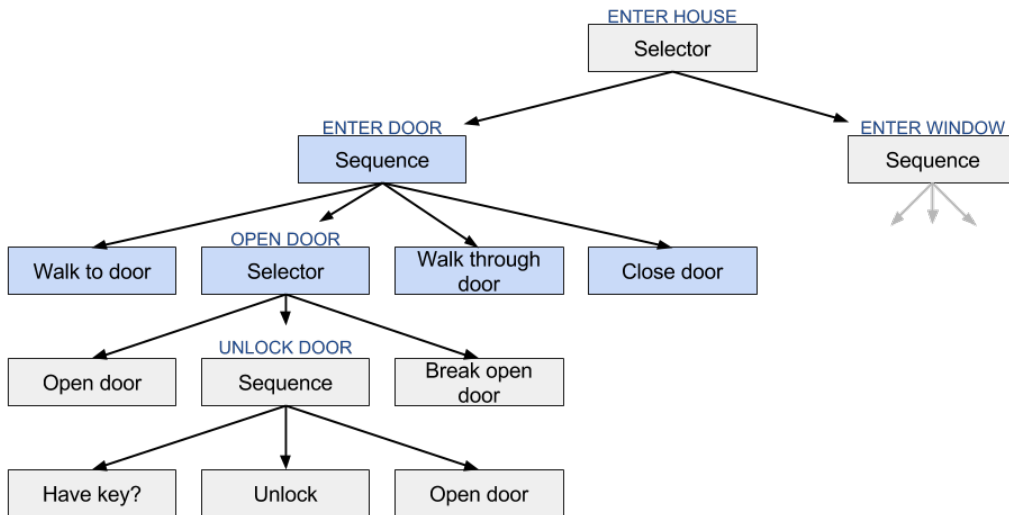 ENTER HOUSE
Selector
ENTER DOOR
Sequence
ENTER WINDOW
Sequence
Walk to door
OPEN DOOR
Selector
Walk through
door
Close door
Open door
UNLOCK DOOR
Sequence
Break open
door
Have key?
Unlock
Open door